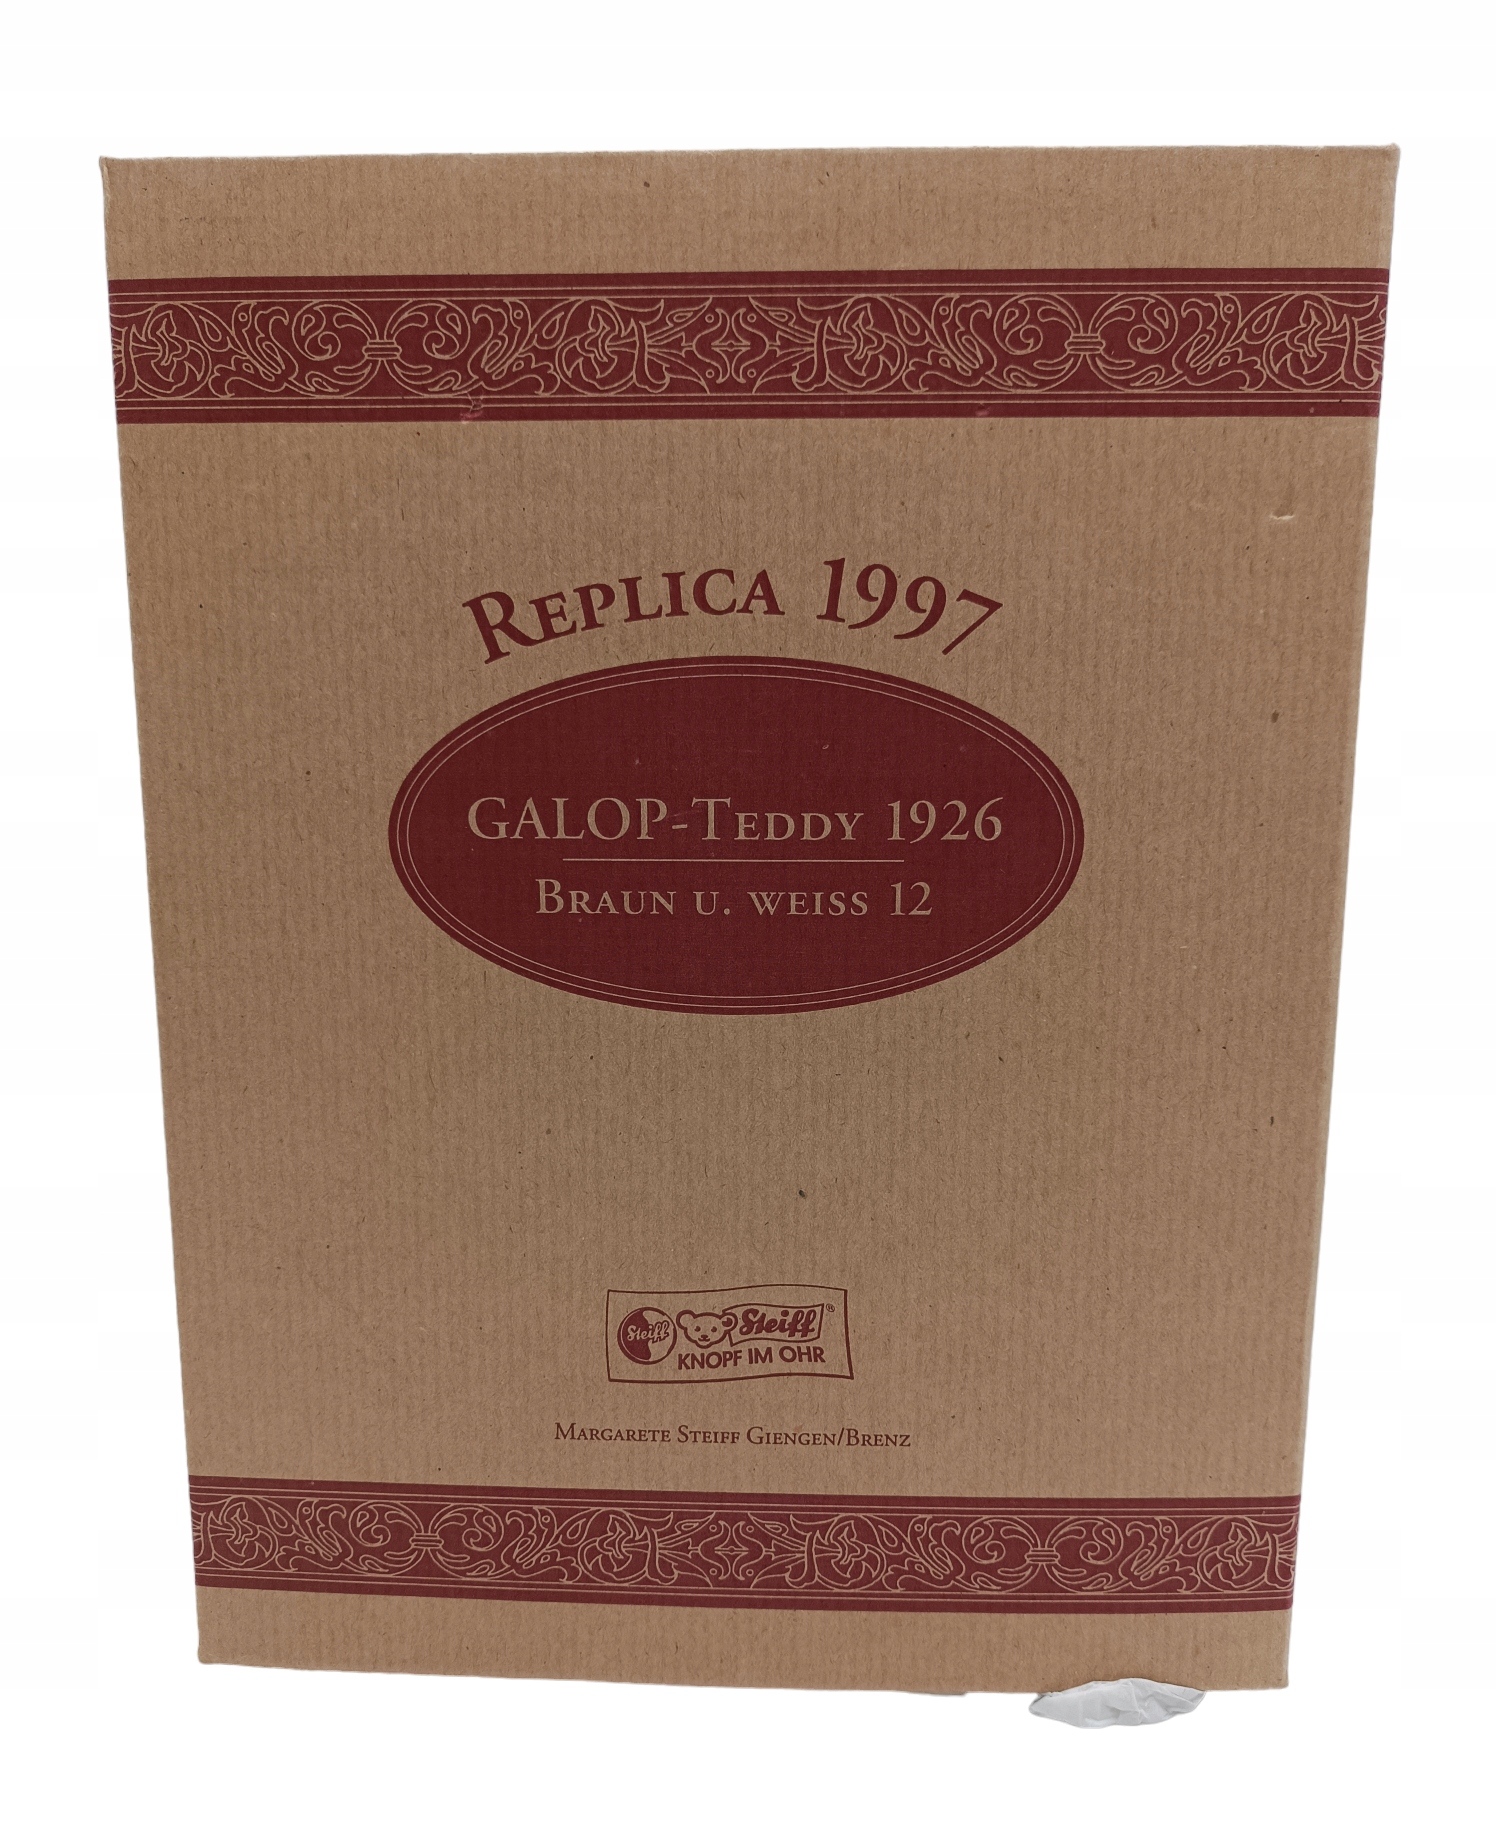 REPLICA 1997
GALOP-TEDDY 1926
BRAUN U. WEISS 12
Steiff Steiff ®
KNOPF IM OHR
MARGARETE STEIFF GIENGEN/BRENZ